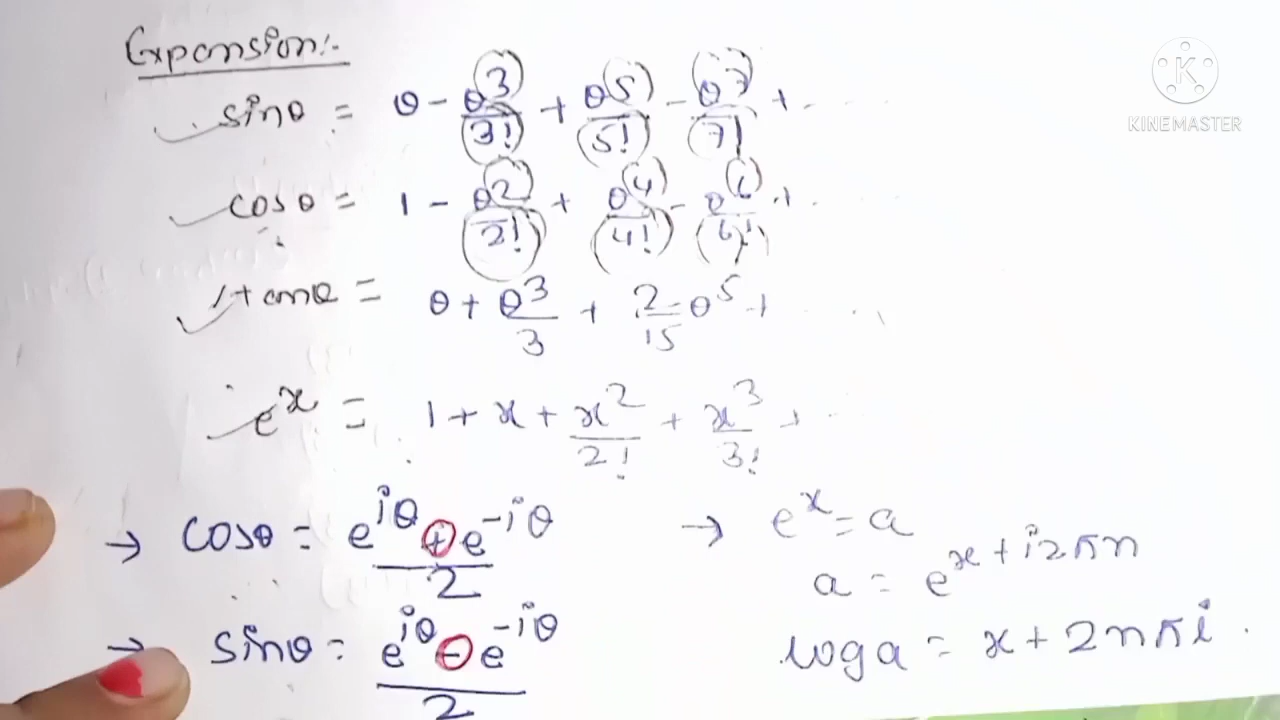 Expansion:-
sinθ = θ - θ³/3! + θ⁵/5! - θ⁷/7! + ....
cosθ = 1 - θ²/2! + θ⁴/4! - θ⁶/6! + ....
tanθ = θ + θ³/3 + 2/15 θ⁵ + ....
eˣ = 1 + x + x²/2! + x³/3! + ....
→ cosθ = e^iθ + e^-iθ / 2
→ sinθ = e^iθ - e^-iθ / 2
→ eˣ = a
a = e^x+i2πn
log a = x + 2nπi.
K
KINEMASTER